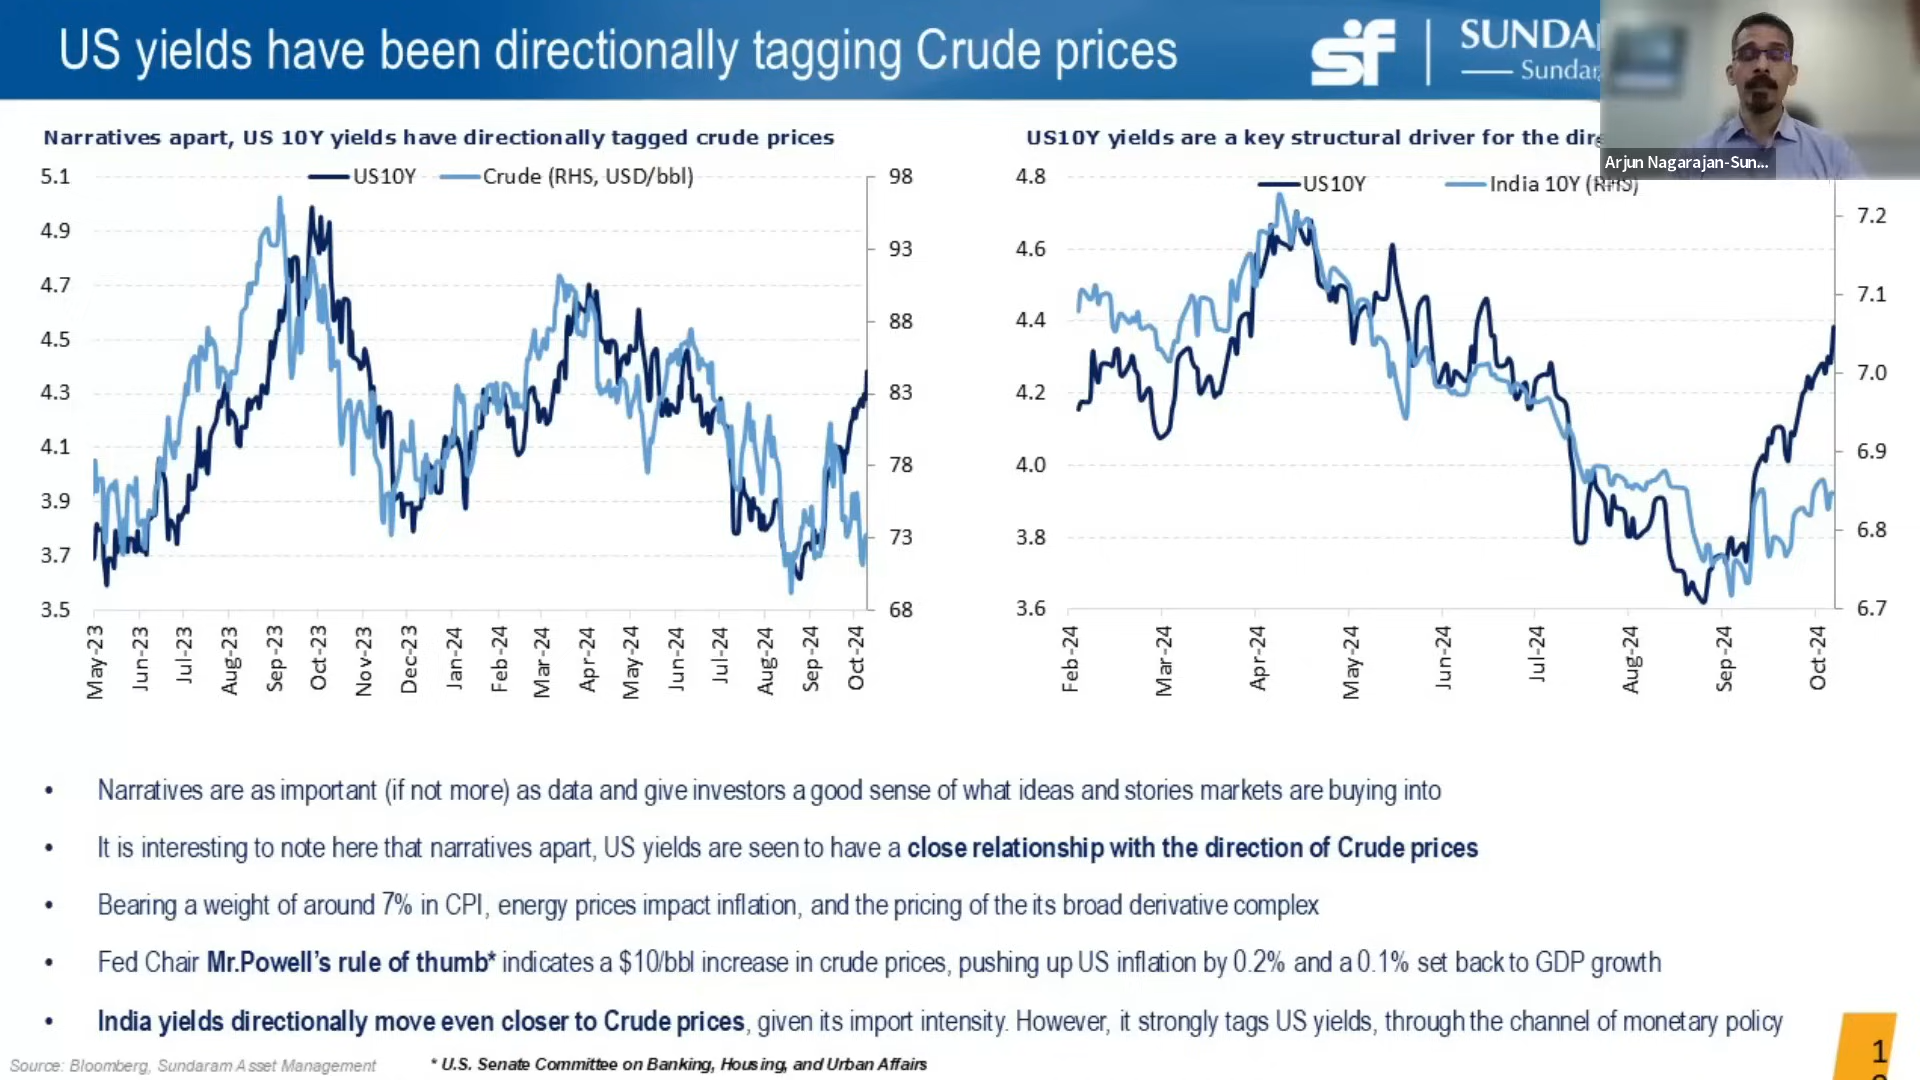 US yields have been directionally tagging Crude prices
sf
SUNDA
Sundar
Arjun Nagarajan-Sun...
Narratives apart, US 10Y yields have directionally tagged crude prices
US10Y
Crude (RHS, USD/bbl)
5.1
4.9
4.7
4.5
4.3
4.1
3.9
3.7
3.5
98
93
88
83
78
73
68
May-23
Jun-23
Jul-23
Aug-23
Sep-23
Oct-23
Nov-23
Dec-23
Jan-24
Feb-24
Mar-24
Apr-24
May-24
Jun-24
Jul-24
Aug-24
Sep-24
Oct-24
US10Y yields are a key structural driver for the dire
US10Y
India 10Y (RHS)
4.8
4.6
4.4
4.2
4.0
3.8
3.6
7.2
7.1
7.0
6.9
6.8
6.7
Feb-24
Mar-24
Apr-24
May-24
Jun-24
Jul-24
Aug-24
Sep-24
Oct-24
• Narratives are as important (if not more) as data and give investors a good sense of what ideas and stories markets are buying into
• It is interesting to note here that narratives apart, US yields are seen to have a close relationship with the direction of Crude prices
• Bearing a weight of around 7% in CPI, energy prices impact inflation, and the pricing of the its broad derivative complex
• Fed Chair Mr.Powell's rule of thumb* indicates a $10/bbl increase in crude prices, pushing up US inflation by 0.2% and a 0.1% set back to GDP growth
• India yields directionally move even closer to Crude prices, given its import intensity. However, it strongly tags US yields, through the channel of monetary policy
Source: Bloomberg, Sundaram Asset Management
* U.S. Senate Committee on Banking, Housing, and Urban Affairs
1